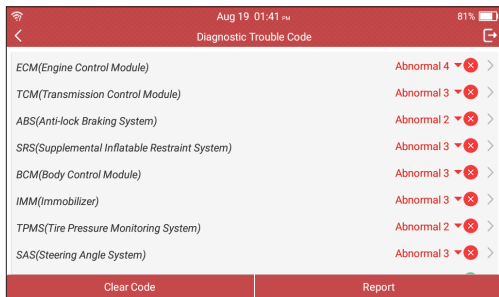 Aug 19 01:41 PM 81%
Diagnostic Trouble Code
ECM(Engine Control Module) Abnormal 4
TCM(Transmission Control Module) Abnormal 3
ABS(Anti-lock Braking System) Abnormal 2
SRS(Supplemental Inflatable Restraint System) Abnormal 3
BCM(Body Control Module) Abnormal 3
IMM(Immobilizer) Abnormal 3
TPMS(Tire Pressure Monitoring System) Abnormal 2
SAS(Steering Angle System) Abnormal 3
Clear Code Report